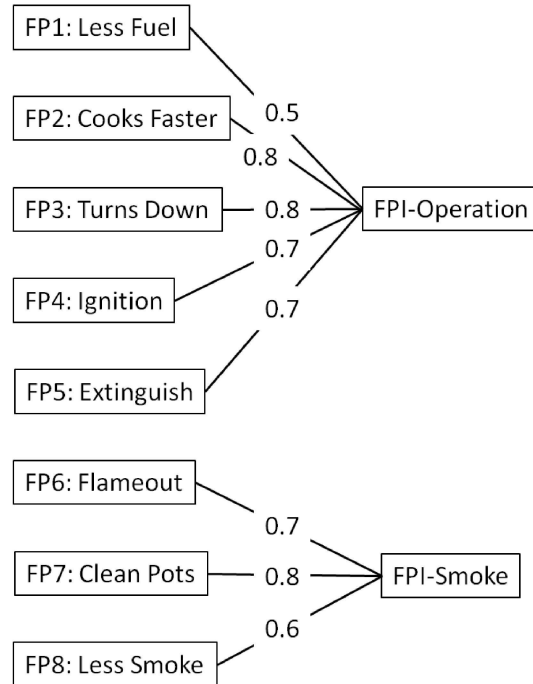 FP1: Less Fuel
0.5
FP2: Cooks Faster
0.8
FP3: Turns Down
0.8
FPI-Operation
0.7
FP4: Ignition
0.7
FP5: Extinguish
FP6: Flameout
0.7
FP7: Clean Pots
0.8
FPI-Smoke
0.6
FP8: Less Smoke